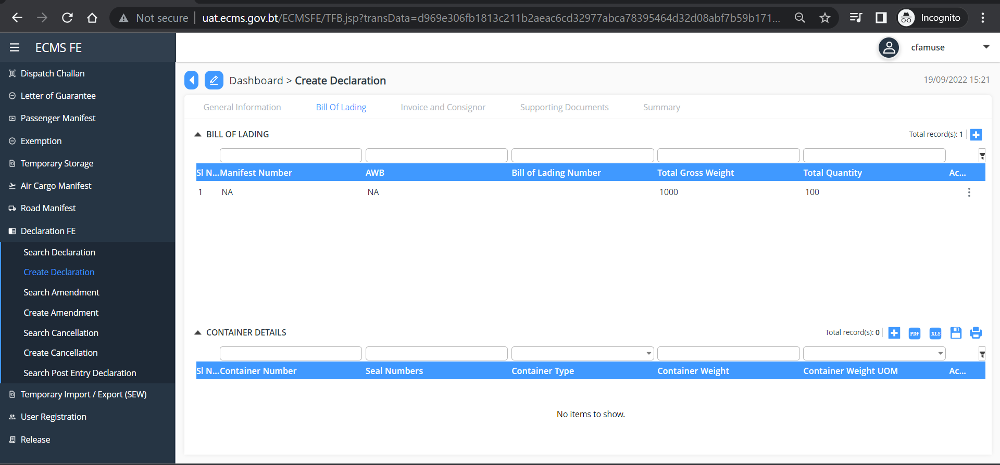 Not secure | uat.ecms.gov.bt/ECMSFE/TFB.jsp?transData=d969e306fb1813c211b2aeac6cd32977abca78395464d32d08abf7b59b171... Incognito
ECMS FE
cfamuse
Dispatch Challan
Letter of Guarantee
Passenger Manifest
Exemption
Temporary Storage
Air Cargo Manifest
Road Manifest
Declaration FE
Search Declaration
Create Declaration
Search Amendment
Create Amendment
Search Cancellation
Create Cancellation
Search Post Entry Declaration
Temporary Import / Export (SEW)
User Registration
Release
Dashboard > Create Declaration
19/09/2022 15:21
General Information Bill Of Lading Invoice and Consignor Supporting Documents Summary
BILL OF LADING Total record(s): 1
Sl N... Manifest Number AWB Bill of Lading Number Total Gross Weight Total Quantity Ac...
1 NA NA 1000 100
CONTAINER DETAILS Total record(s): 0 PDF XLS
Sl N... Container Number Seal Numbers Container Type Container Weight Container Weight UOM Ac...
No items to show.